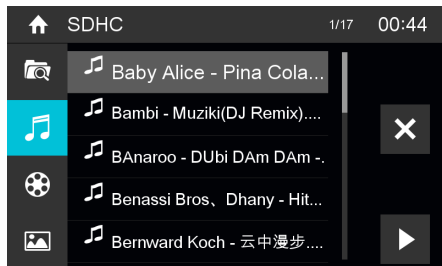 SDHC 1/17 00:44
Baby Alice - Pina Cola...
Bambi - Muziki(DJ Remix)....
BAnaroo - DUbi DAm DAm -.
Benassi Bros、Dhany - Hit...
Bernward Koch - 云中漫步....